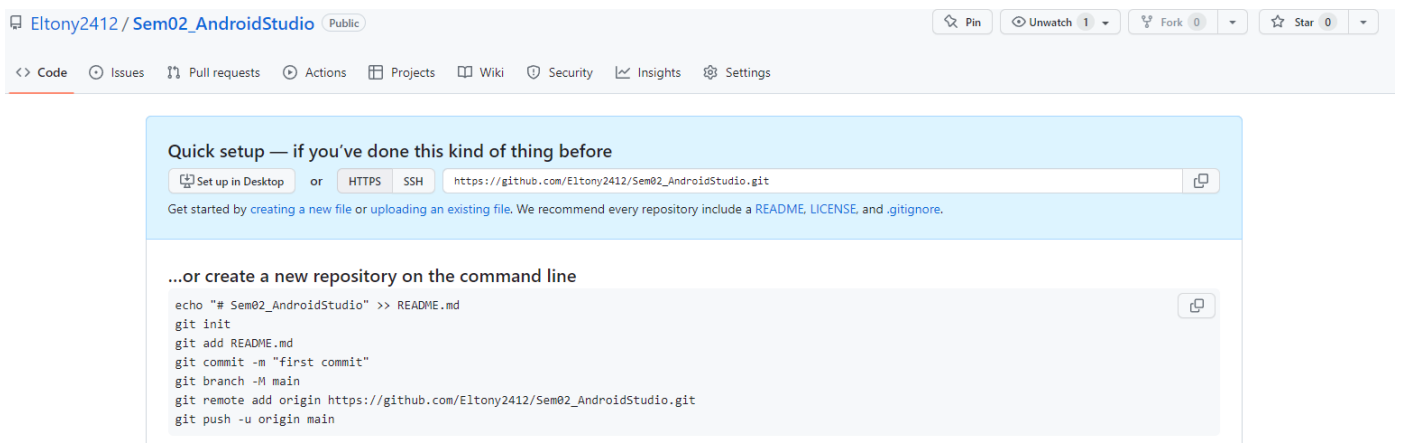 Eltony2412 / Sem02_AndroidStudio Public Pin Unwatch 1 Fork 0 Star 0
Code Issues Pull requests Actions Projects Wiki Security Insights Settings
Quick setup — if you’ve done this kind of thing before
Set up in Desktop or HTTPS SSH https://github.com/Eltony2412/Sem02_AndroidStudio.git
Get started by creating a new file or uploading an existing file. We recommend every repository include a README, LICENSE, and .gitignore.
…or create a new repository on the command line
echo "# Sem02_AndroidStudio" >> README.md
git init
git add README.md
git commit -m "first commit"
git branch -M main
git remote add origin https://github.com/Eltony2412/Sem02_AndroidStudio.git
git push -u origin main